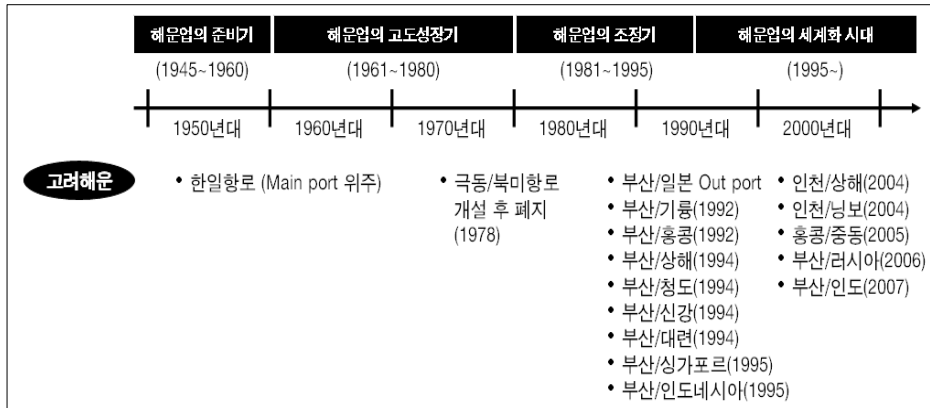 해운업의 준비기 해운업의 고도성장기 해운업의 조정기 해운업의 세계화 시대
(1945~1960) (1961~1980) (1981~1995) (1995~)
1950년대 1960년대 1970년대 1980년대 1990년대 2000년대
고려해운
• 한일항로 (Main port 위주)
• 극동/북미항로
개설 후 폐지
(1978)
• 부산/일본 Out port
• 부산/기륭(1992)
• 부산/홍콩(1992)
• 부산/상해(1994)
• 부산/청도(1994)
• 부산/신강(1994)
• 부산/대련(1994)
• 부산/싱가포르(1995)
• 부산/인도네시아(1995)
• 인천/상해(2004)
• 인천/닝보(2004)
• 홍콩/중동(2005)
• 부산/러시아(2006)
• 부산/인도(2007)